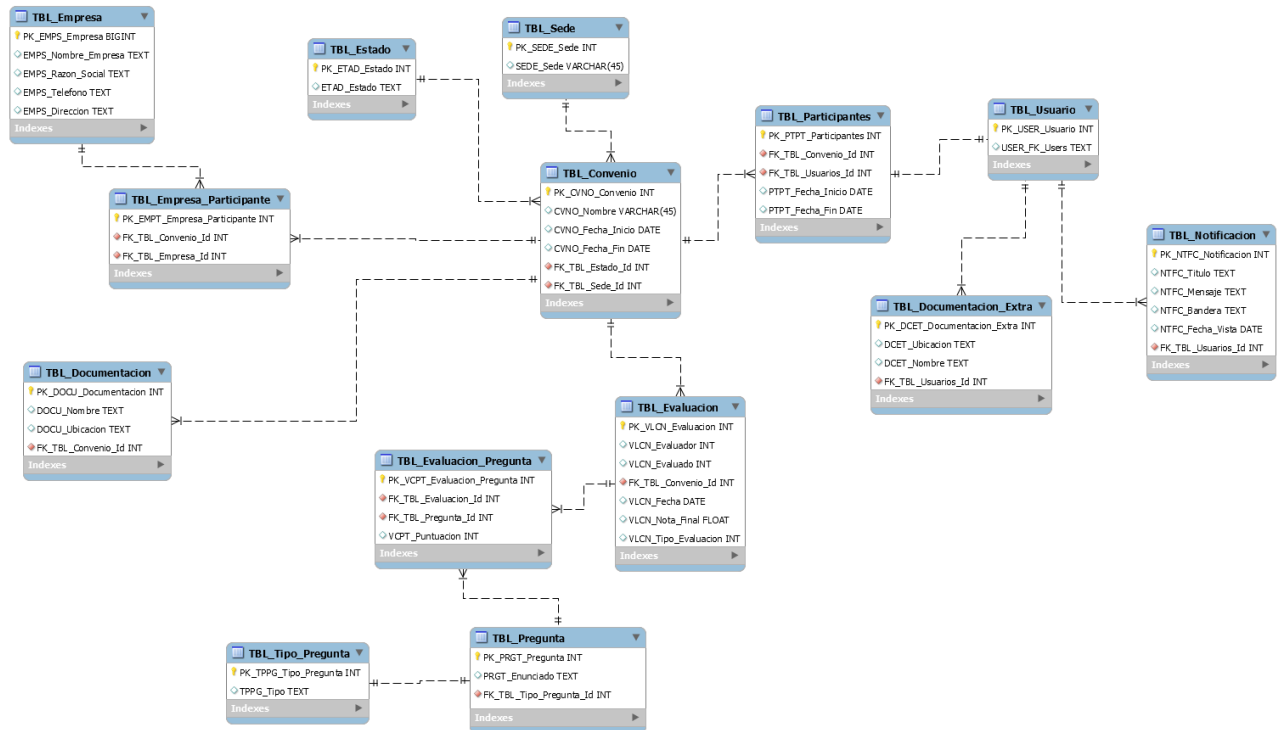 TBL_Empresa
PK_EMPS_Empresa BIGINT
EMPS_Nombre_Empresa TEXT
EMPS_Razon_Social TEXT
EMPS_Telefono TEXT
EMPS_Direccion TEXT
Indexes
TBL_Estado
PK_ETAD_Estado INT
ETAD_Estado TEXT
Indexes
TBL_Sede
PK_SEDE_Sede INT
SEDE_Sede VARCHAR(45)
Indexes
TBL_Participantes
PK_PTPT_Participantes INT
FK_TBL_Convenio_Id INT
FK_TBL_Usuarios_Id INT
PTPT_Fecha_Inicio DATE
PTPT_Fecha_Fin DATE
Indexes
TBL_Usuario
PK_USER_Usuario INT
USER_FK_Users TEXT
Indexes
TBL_Empresa_Participante
PK_EMPT_Empresa_Participante INT
FK_TBL_Convenio_Id INT
FK_TBL_Empresa_Id INT
Indexes
TBL_Convenio
PK_CVNO_Convenio INT
CVNO_Nombre VARCHAR(45)
CVNO_Fecha_Inicio DATE
CVNO_Fecha_Fin DATE
FK_TBL_Estado_Id INT
FK_TBL_Sede_Id INT
Indexes
TBL_Notificacion
PK_NTFC_Notificacion INT
NTFC_Titulo TEXT
NTFC_Mensaje TEXT
NTFC_Bandera TEXT
NTFC_Fecha_Vista DATE
FK_TBL_Usuarios_Id INT
Indexes
TBL_Documentacion_Extra
PK_DCET_Documentacion_Extra INT
DCET_Ubicacion TEXT
DCET_Nombre TEXT
FK_TBL_Usuarios_Id INT
Indexes
TBL_Documentacion
PK_DOCU_Documentacion INT
DOCU_Nombre TEXT
DOCU_Ubicacion TEXT
FK_TBL_Convenio_Id INT
Indexes
TBL_Evaluacion
PK_VLCN_Evaluacion INT
VLCN_Evaluador INT
VLCN_Evaluado INT
FK_TBL_Convenio_Id INT
VLCN_Fecha DATE
VLCN_Nota_Final FLOAT
VLCN_Tipo_Evaluacion INT
Indexes
TBL_Evaluacion_Pregunta
PK_VCPT_Evaluacion_Pregunta INT
FK_TBL_Evaluacion_Id INT
FK_TBL_Pregunta_Id INT
VCPT_Puntuacion INT
Indexes
TBL_Tipo_Pregunta
PK_TPPG_Tipo_Pregunta INT
TPPG_Tipo TEXT
Indexes
TBL_Pregunta
PK_PRGT_Pregunta INT
PRGT_Enunciado TEXT
FK_TBL_Tipo_Pregunta_Id INT
Indexes